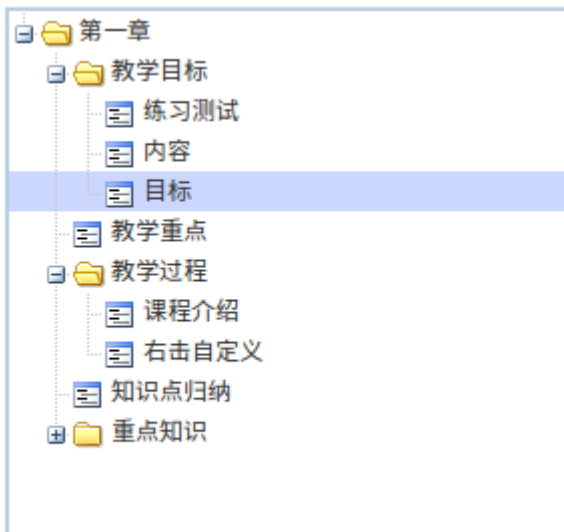 第一章
教学目标
练习测试
内容
目标
教学重点
教学过程
课程介绍
右击自定义
知识点归纳
重点知识